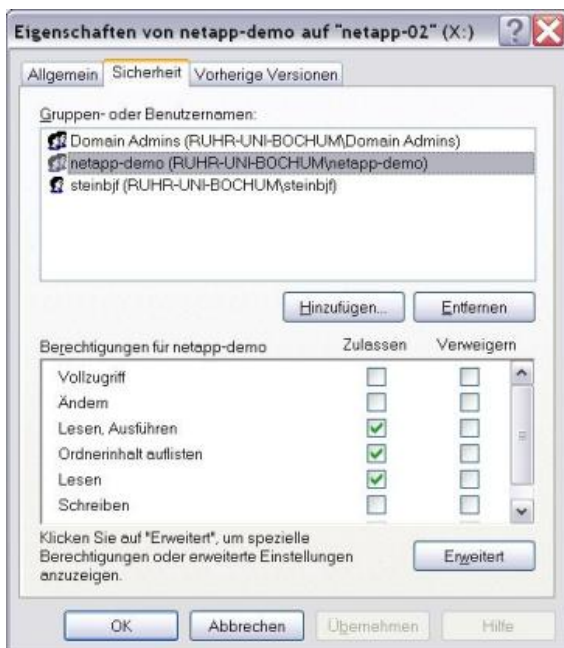 Eigenschaften von netapp-demo auf "netapp-02" (X:)
Allgemein Sicherheit Vorherige Versionen
Gruppen- oder Benutzernamen:
Domain Admins (RUHR-UNI-BOCHUM\Domain Admins)
netapp-demo (RUHR-UNI-BOCHUM\netapp-demo)
steinbjf (RUHR-UNI-BOCHUM\steinbjf)
Hinzufügen... Entfernen
Berechtigungen für netapp-demo Zulassen Verweigern
Vollzugriff
Ändern
Lesen, Ausführen
Ordnerinhalt auflisten
Lesen
Schreiben
Klicken Sie auf "Erweitert", um spezielle
Berechtigungen oder erweiterte Einstellungen
anzuzeigen.
Erweitert
OK Abbrechen Übernehmen Hilfe